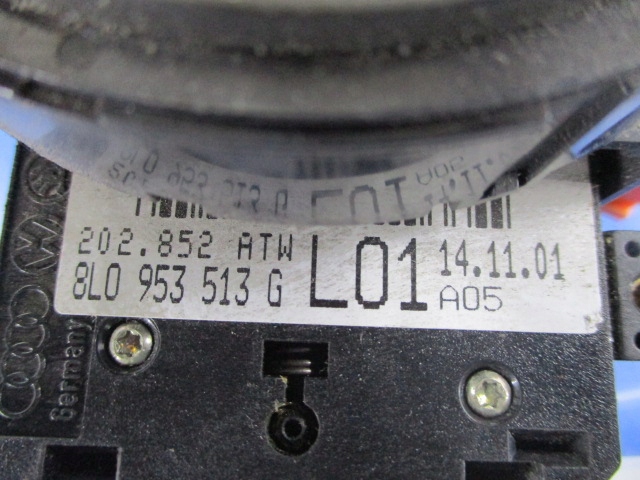 202.852 ATW
8L0 953 513 G
L01
14.11.01
A05
Germany